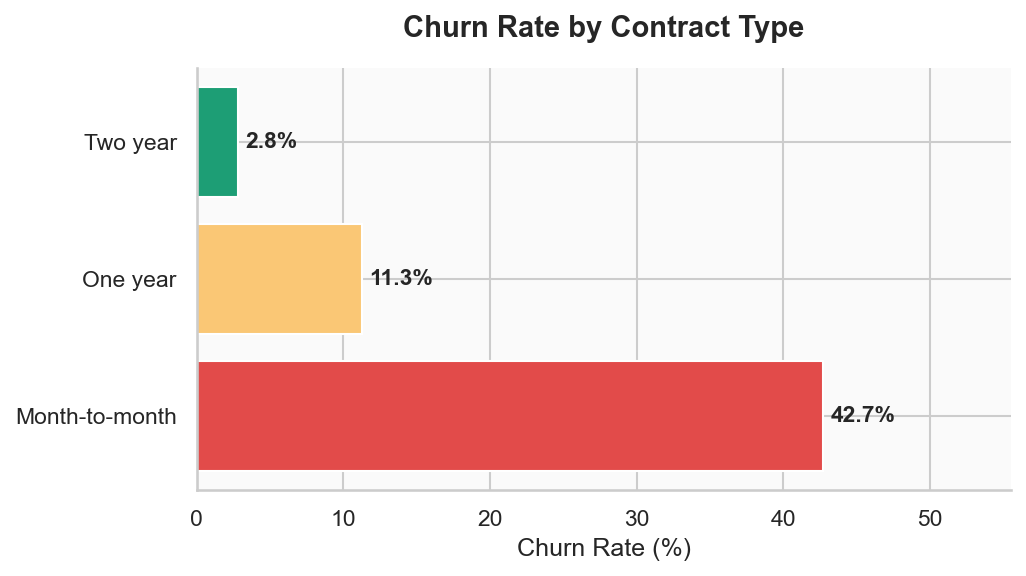 Churn Rate by Contract Type
Two year
2.8%
One year
11.3%
Month-to-month
42.7%
0 10 20 30 40 50
Churn Rate (%)